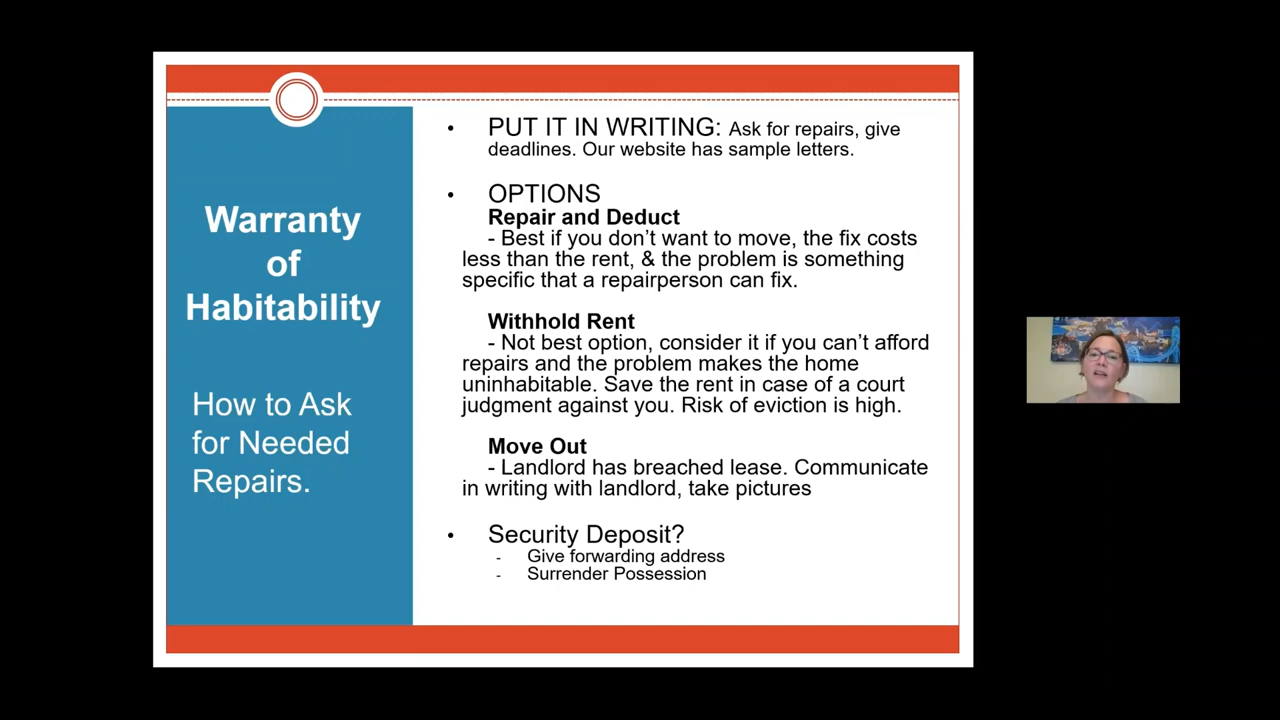 Warranty
of
Habitability
How to Ask
for Needed
Repairs.
• PUT IT IN WRITING: Ask for repairs, give
deadlines. Our website has sample letters.
• OPTIONS
Repair and Deduct
- Best if you don’t want to move, the fix costs
less than the rent, & the problem is something
specific that a repairperson can fix.
Withhold Rent
- Not best option, consider it if you can’t afford
repairs and the problem makes the home
uninhabitable. Save the rent in case of a court
judgment against you. Risk of eviction is high.
Move Out
- Landlord has breached lease. Communicate
in writing with landlord, take pictures
• Security Deposit?
- Give forwarding address
- Surrender Possession